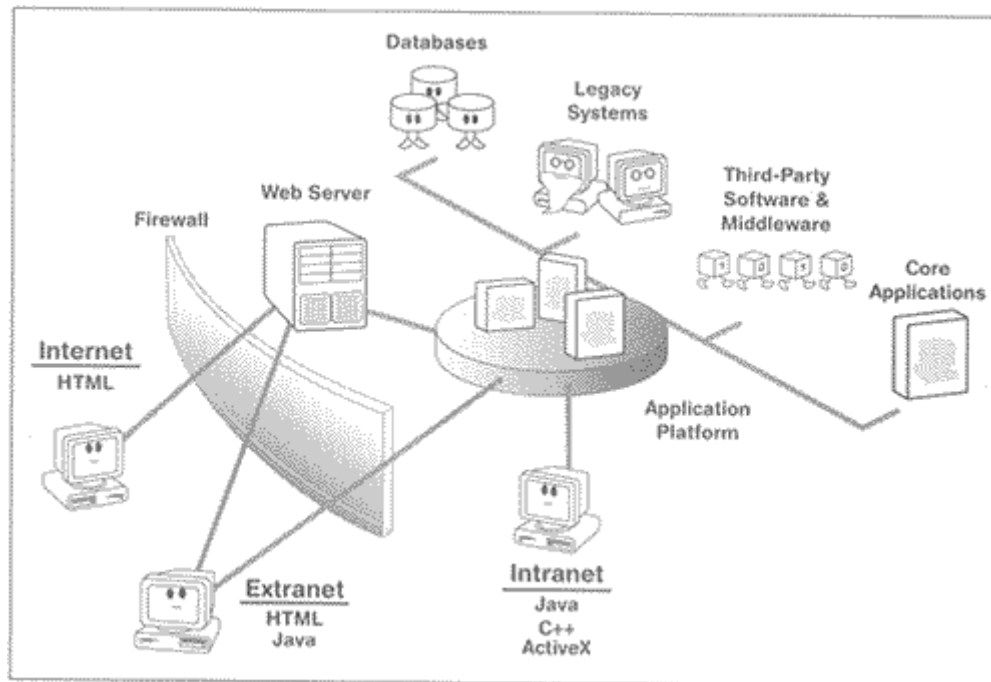 Databases
Legacy
Systems
Third-Party
Software &
Middleware
Core
Applications
Web Server
Firewall
Internet
HTML
Application
Platform
Extranet
HTML
Java
Intranet
Java
C++
ActiveX